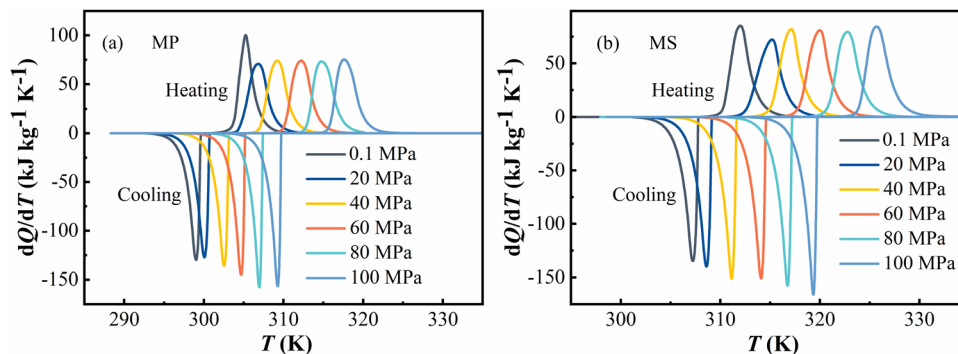 (a) MP
Heating
Cooling
0.1 MPa
20 MPa
40 MPa
60 MPa
80 MPa
100 MPa
100
50
0
-50
-100
-150
dQ/dT (kJ kg⁻¹ K⁻¹)
290 300 310 320 330
T (K)
(b) MS
Heating
Cooling
0.1 MPa
20 MPa
40 MPa
60 MPa
80 MPa
100 MPa
50
0
-50
-100
-150
dQ/dT (kJ kg⁻¹ K⁻¹)
300 310 320 330
T (K)